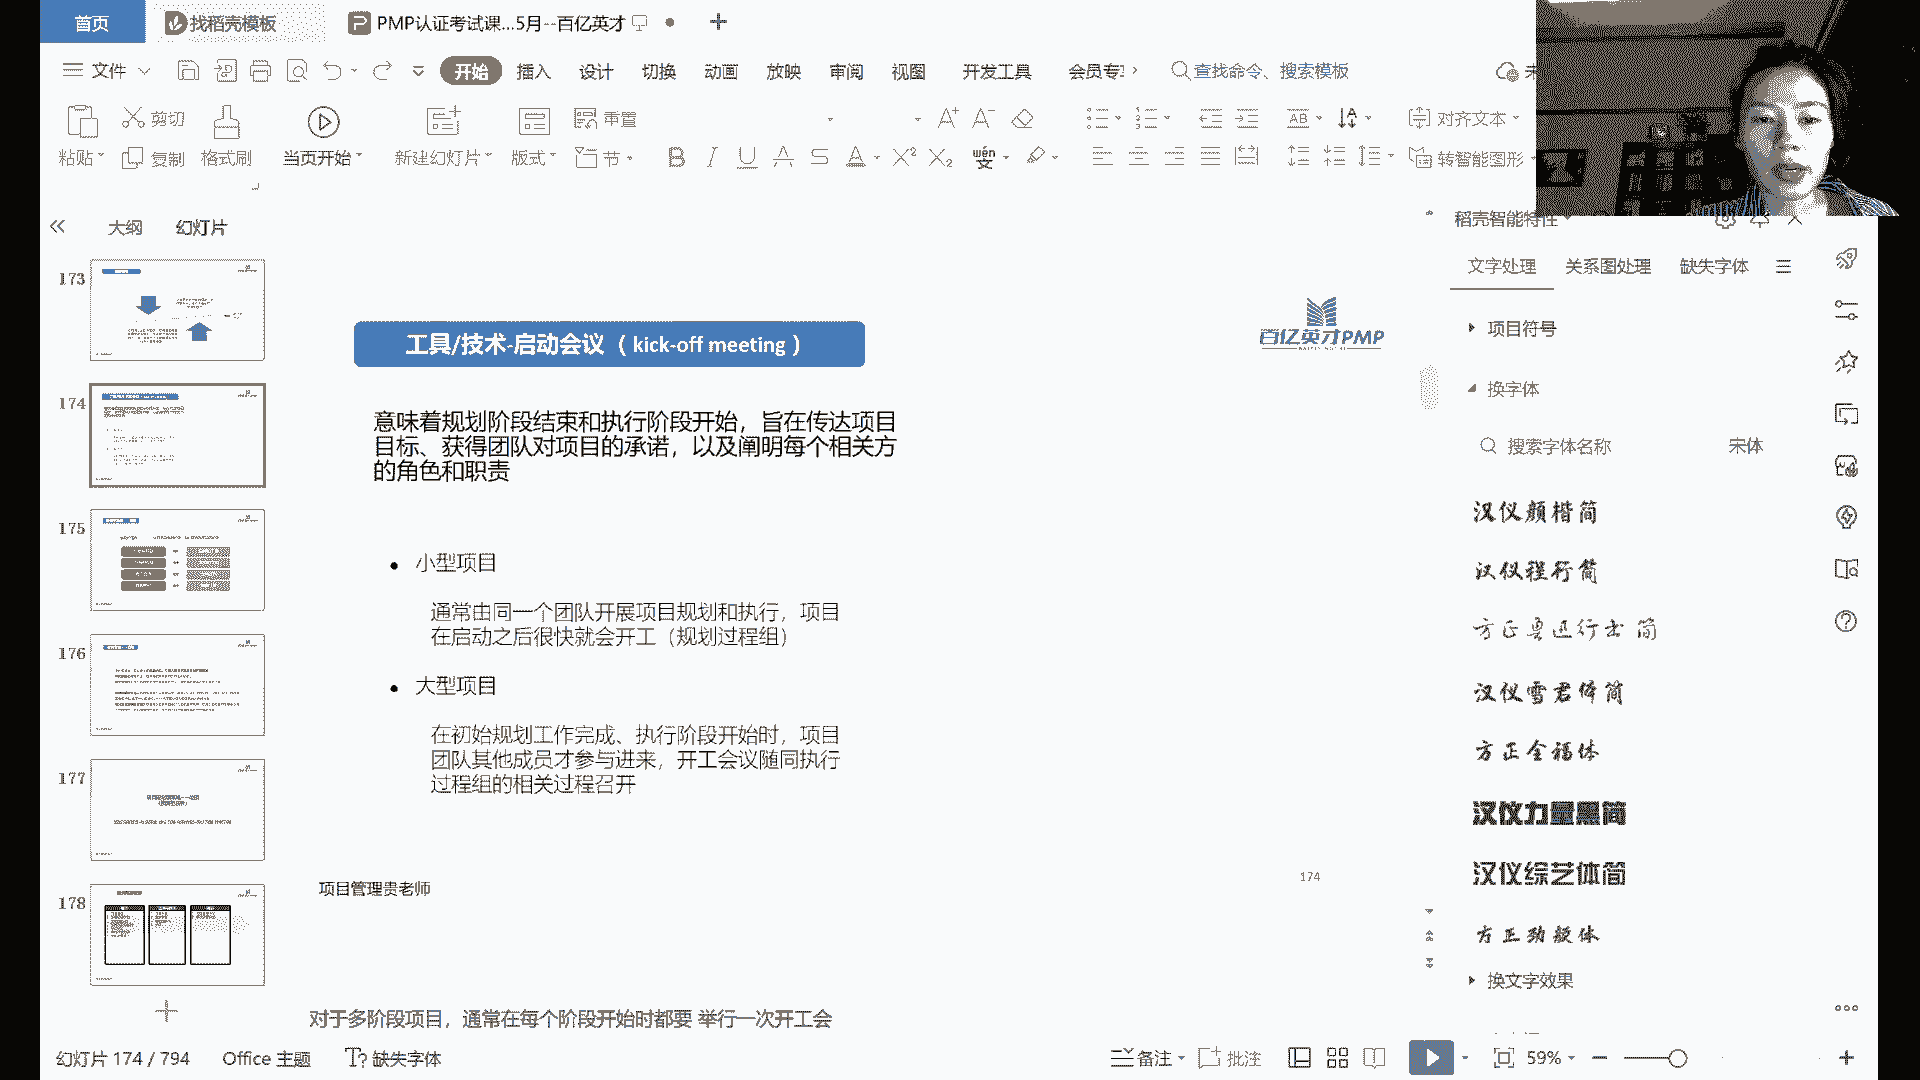 首页
找稻壳模板
PMP认证考试课...5月--百亿英才
文件
开始
插入
设计
切换
动画
放映
审阅
视图
开发工具
会员专
查找命令、搜索模板
未
粘贴
剪切
复制
格式刷
当页开始
新建幻灯片
版式
重置
节
对齐文本
转智能图形
大纲
幻灯片
173
174
175
176
177
178
工具/技术-启动会议（kick-off meeting）
百亿英才PMP
意味着规划阶段结束和执行阶段开始，旨在传达项目
目标、获得团队对项目的承诺，以及阐明每个相关方
的角色和职责
• 小型项目
通常由同一个团队开展项目规划和执行，项目
在启动之后很快就会开工（规划过程组）
• 大型项目
在初始规划工作完成、执行阶段开始时，项目
团队其他成员才参与进来，开工会议随同执行
过程组的相关过程召开
项目管理贵老师
174
对于多阶段项目，通常在每个阶段开始时都要 举行一次开工会
稻壳智能特性
文字处理
关系图处理
缺失字体
项目符号
换字体
搜索字体名称
宋体
汉仪颜楷简
汉仪程行简
汉仪雪君体简
方正全福体
汉仪力量黑简
汉仪综艺体简
换文字效果
幻灯片 174 / 794
Office 主题
缺失字体
备注
批注
59%